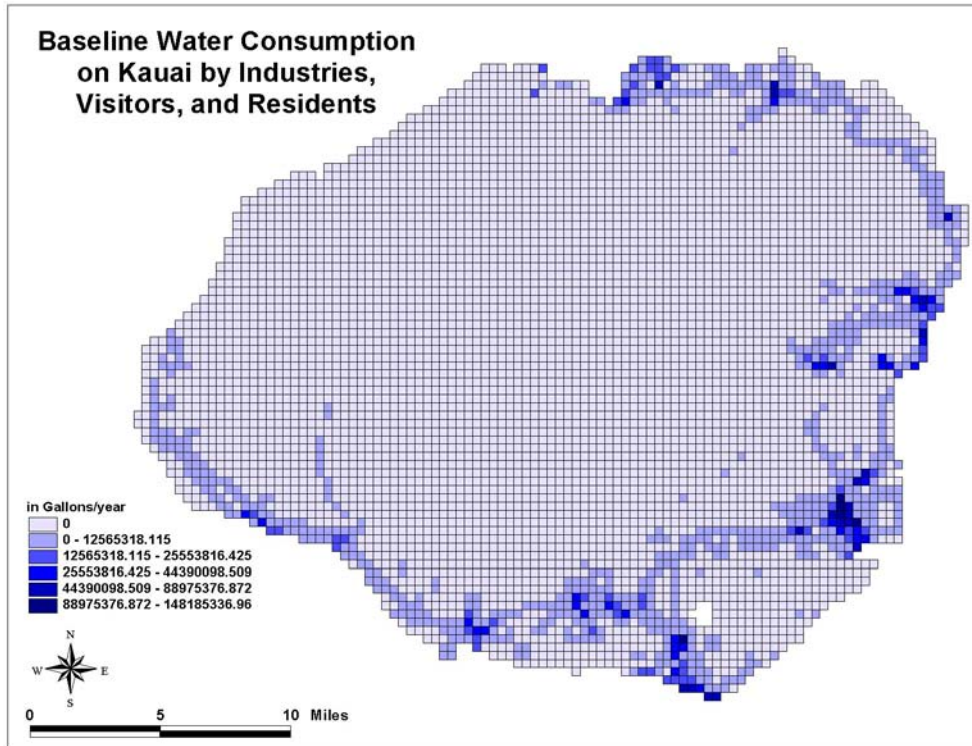 Baseline Water Consumption
on Kauai by Industries,
Visitors, and Residents
in Gallons/year
0
0 - 12565318.115
12565318.115 - 25553816.425
25553816.425 - 44390098.509
44390098.509 - 88975376.872
88975376.872 - 148185336.96
N
W E
S
0 5 10 Miles